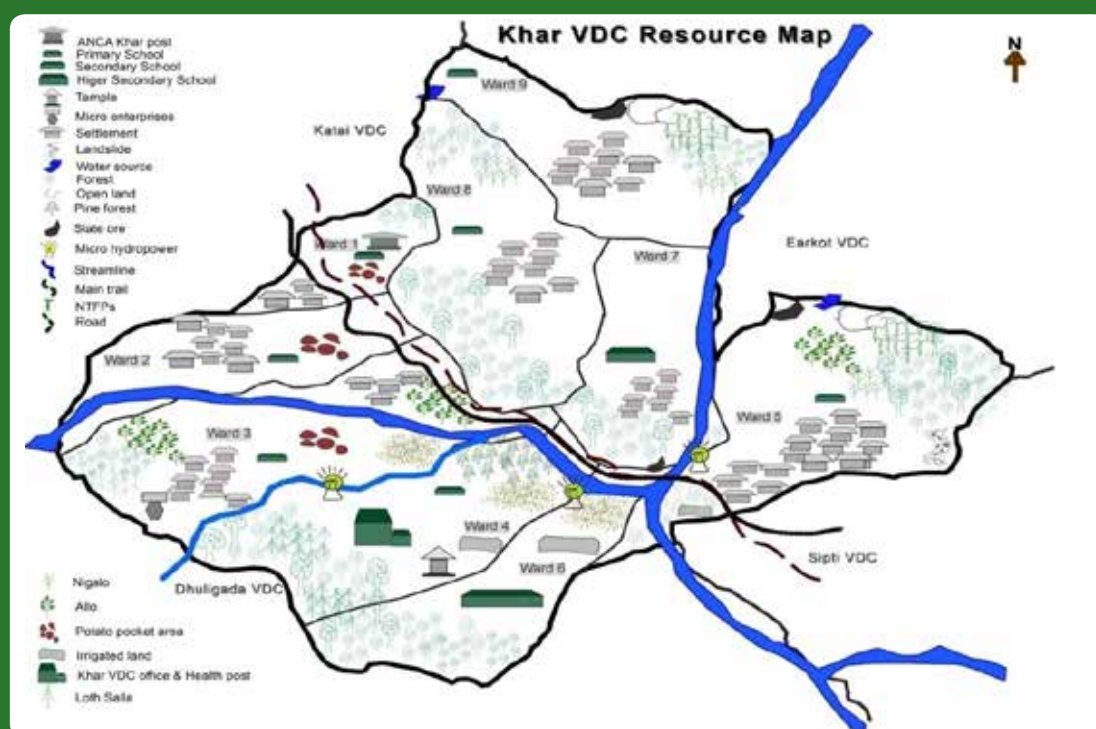 Khar VDC Resource Map
N
ANCA Khar post
Primary School
Secondary School
Higer Secondary School
Tampla
Micro enterprises
Settlement
Landslide
Water source
Forest
Open land
Pine forest
Slate ore
Micro hydropower
Streamline
Main trail
NTFPs
Road
Katai VDC
Ward 9
Ward 8
Ward 1
Ward 7
Earkot VDC
Ward 2
Ward 5
Ward 3
Ward 4
Ward 6
Sipti VDC
Dhuligada VDC
Nigalo
Allo
Potato pocket area
Irrigated land
Khar VDC office & Health post
Loth Salla